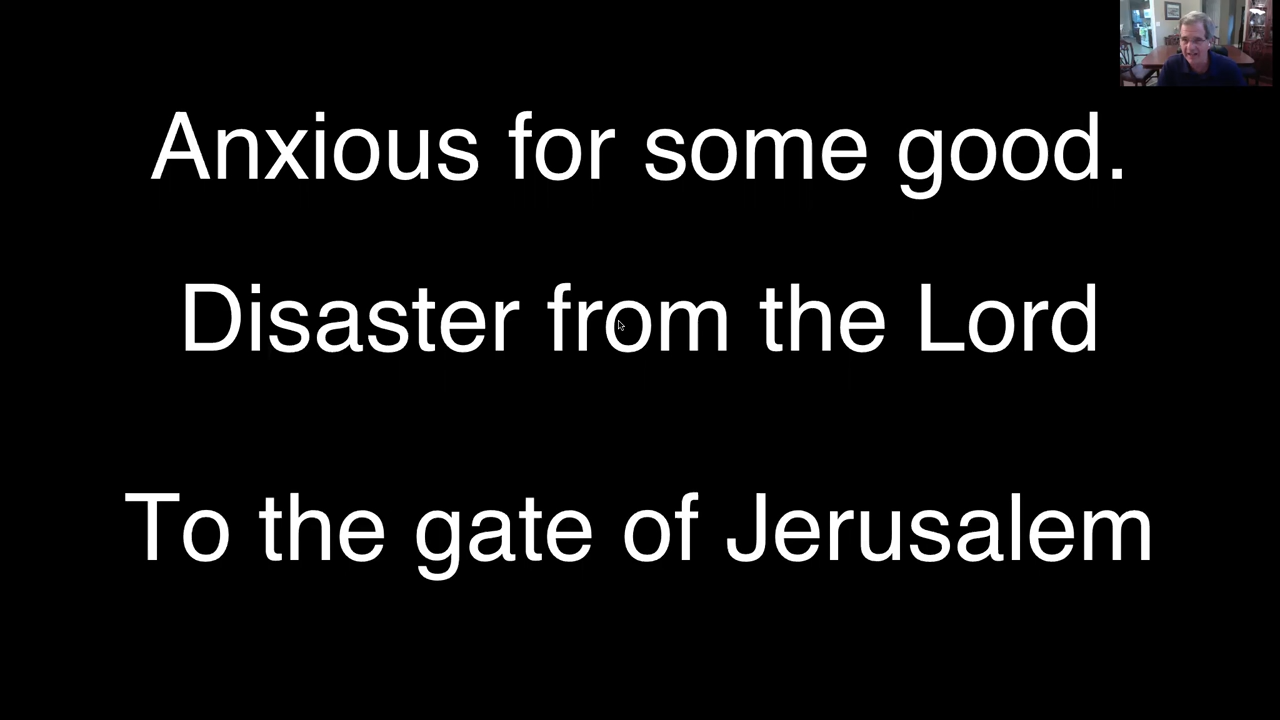 Anxious for some good.
Disaster from the Lord
To the gate of Jerusalem